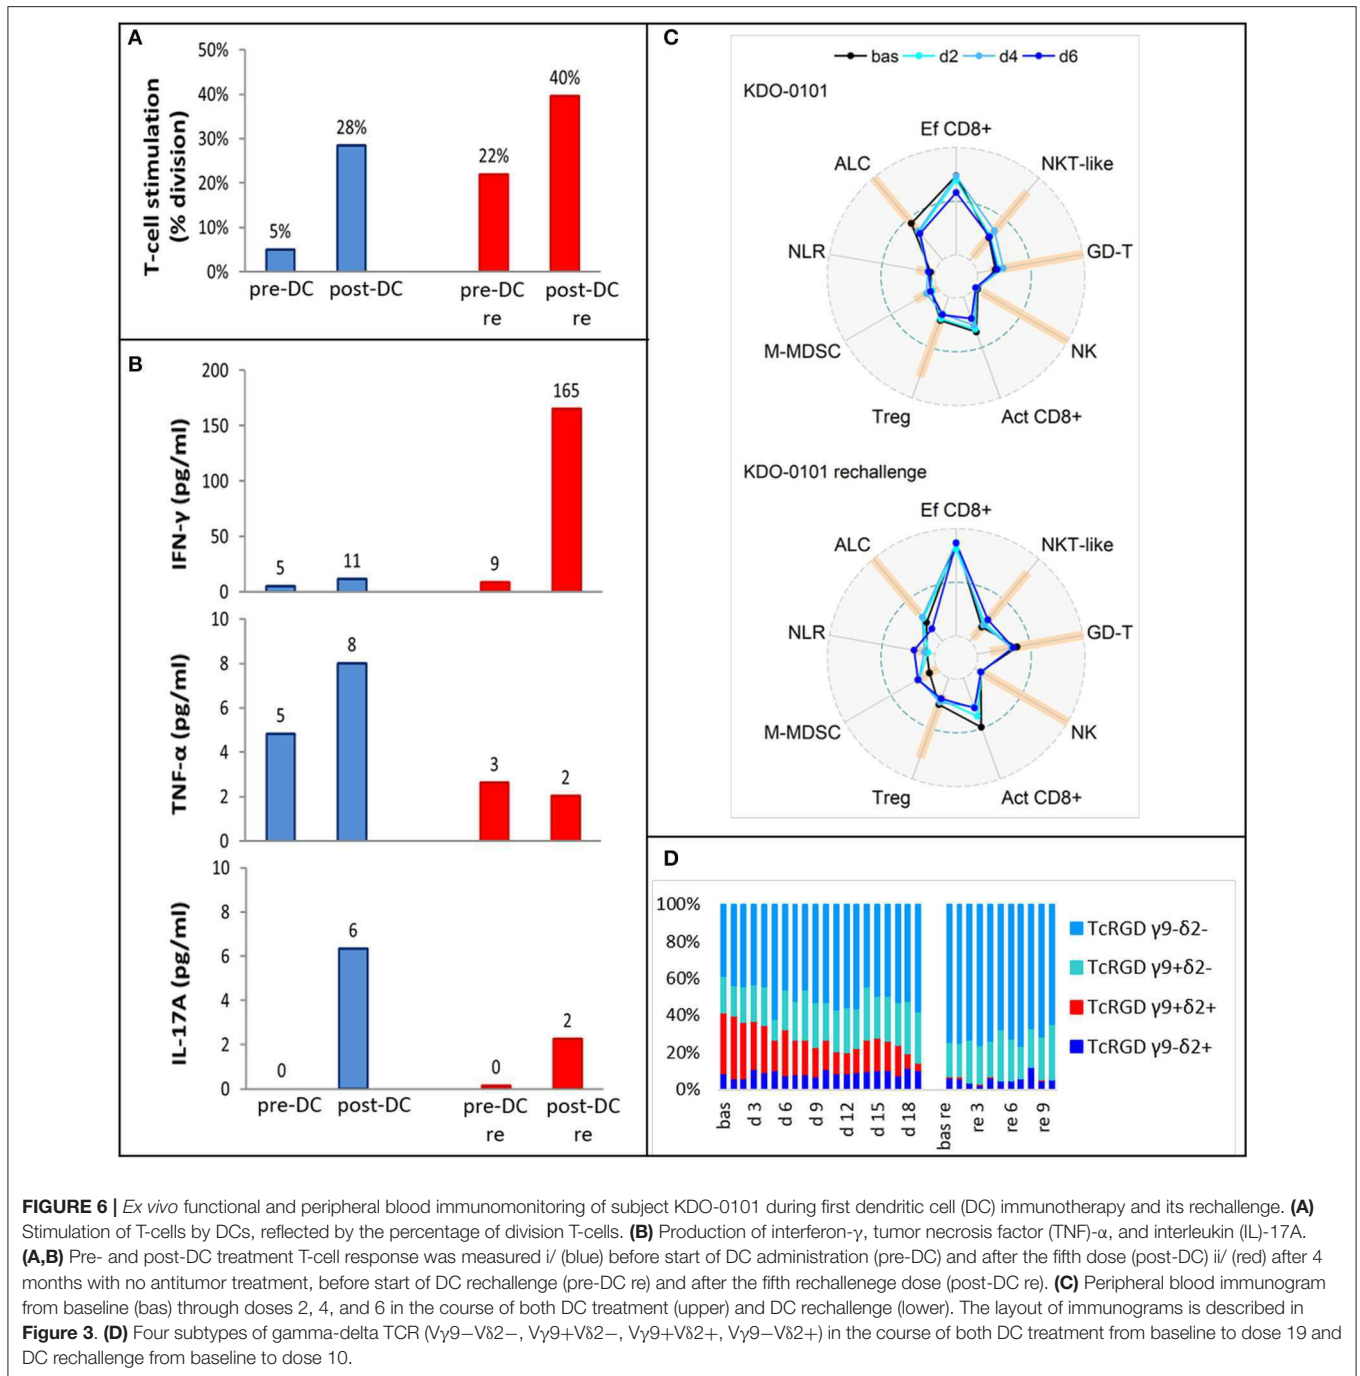 A
50%
40%
30%
20%
10%
0%
T-cell stimulation
(% division)
5%
28%
22%
40%
pre-DC
post-DC
pre-DC
re
post-DC
re
B
200
150
100
50
0
IFN-γ (pg/ml)
5
11
9
165
10
8
6
4
2
0
TNF-α (pg/ml)
5
8
3
2
10
8
6
4
2
0
IL-17A (pg/ml)
0
6
0
2
pre-DC
post-DC
pre-DC
re
post-DC
re
C
bas d2 d4 d6
KDO-0101
Ef CD8+
NKT-like
GD-T
NK
Act CD8+
Treg
M-MDSC
NLR
ALC
KDO-0101 rechallenge
Ef CD8+
NKT-like
GD-T
NK
Act CD8+
Treg
M-MDSC
NLR
ALC
D
100%
80%
60%
40%
20%
0%
bas
d 3
d 6
d 9
d 12
d 15
d 18
bas re
re 3
re 6
re 9
TcRGD γ9-δ2-
TcRGD γ9+δ2-
TcRGD γ9+δ2+
TcRGD γ9-δ2+
FIGURE 6 | Ex vivo functional and peripheral blood immunomonitoring of subject KDO-0101 during first dendritic cell (DC) immunotherapy and its rechallenge. (A)
Stimulation of T-cells by DCs, reflected by the percentage of division T-cells. (B) Production of interferon-γ, tumor necrosis factor (TNF)-α, and interleukin (IL)-17A.
(A,B) Pre- and post-DC treatment T-cell response was measured i/ (blue) before start of DC administration (pre-DC) and after the fifth dose (post-DC) ii/ (red) after 4
months with no antitumor treatment, before start of DC rechallenge (pre-DC re) and after the fifth rechallenege dose (post-DC re). (C) Peripheral blood immunogram
from baseline (bas) through doses 2, 4, and 6 in the course of both DC treatment (upper) and DC rechallenge (lower). The layout of immunograms is described in
Figure 3. (D) Four subtypes of gamma-delta TCR (Vγ9−Vδ2−, Vγ9+Vδ2−, Vγ9+Vδ2+, Vγ9−Vδ2+) in the course of both DC treatment from baseline to dose 19 and
DC rechallenge from baseline to dose 10.